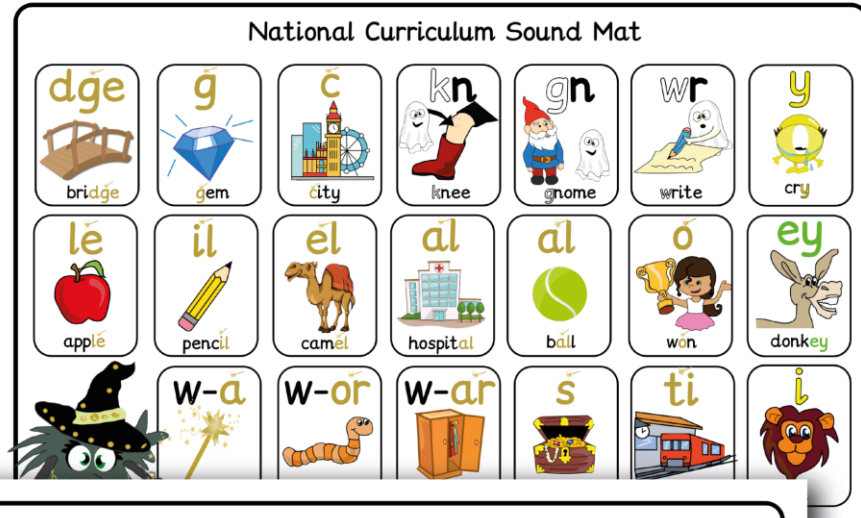 National Curriculum Sound Mat
dge g c kn gn wr y
bridge gem city knee gnome write cry
le il el al al o ey
apple pencil camel hospital ball won donkey
w-a w-or w-ar s ti i